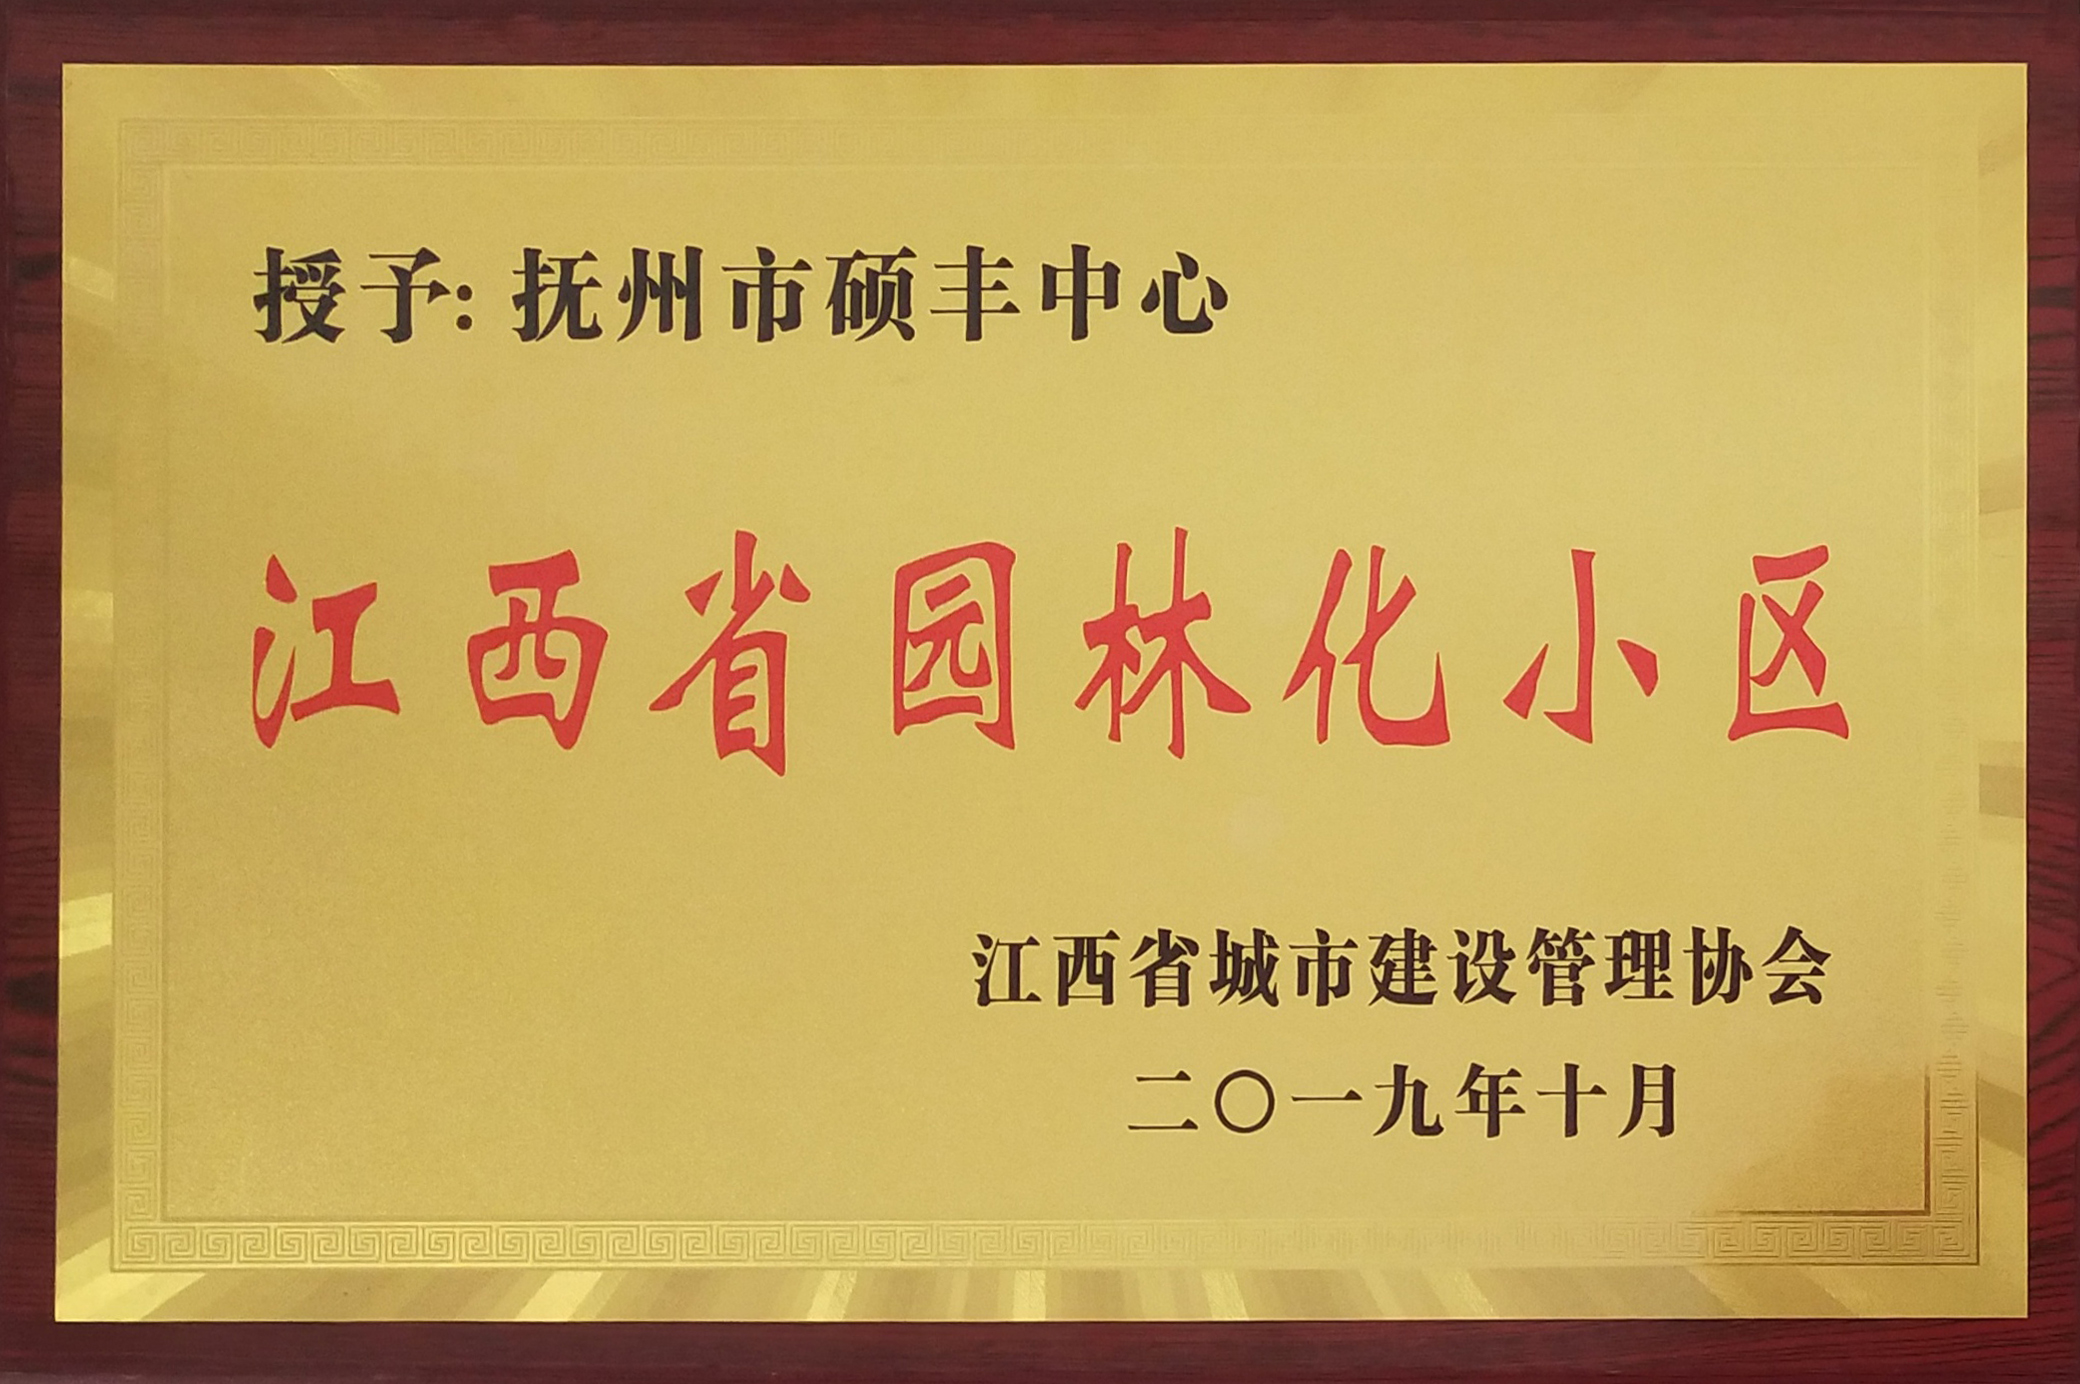 授予:抚州市硕丰中心
江西省园林化小区
江西省城市建设管理协会
二〇一九年十月